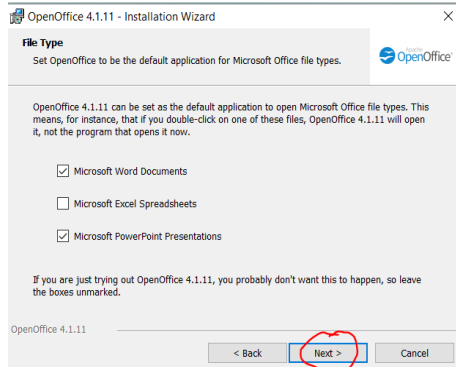 OpenOffice 4.1.11 - Installation Wizard
File Type
Set OpenOffice to be the default application for Microsoft Office file types.
Apache
OpenOffice
OpenOffice 4.1.11 can be set as the default application to open Microsoft Office file types. This
means, for instance, that if you double-click on one of these files, OpenOffice 4.1.11 will open
it, not the program that opens it now.
Microsoft Word Documents
Microsoft Excel Spreadsheets
Microsoft PowerPoint Presentations
If you are just trying out OpenOffice 4.1.11, you probably don't want this to happen, so leave
the boxes unmarked.
OpenOffice 4.1.11
< Back Next > Cancel